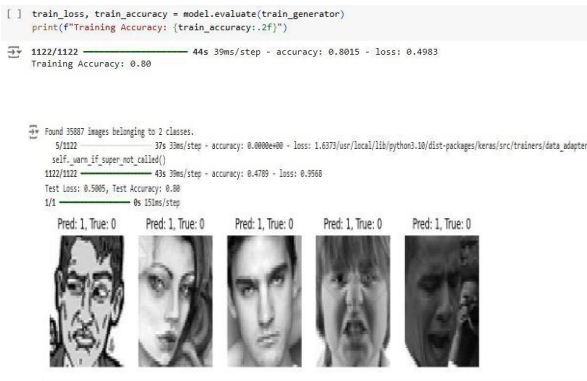 [ ] train_loss, train_accuracy = model.evaluate(train_generator)
print(f"Training Accuracy: {train_accuracy:.2f}")
1122/1122 44s 39ms/step - accuracy: 0.8015 - loss: 0.4983
Training Accuracy: 0.80
Found 35887 images belonging to 2 classes.
5/1122 37s 33ms/step - accuracy: 0.0000e+00 - loss: 1.6373/usr/local/lib/python3.10/dist-packages/keras/src/trainers/data_adapter
self._warn_if_super_not_called()
1122/1122 43s 39ms/step - accuracy: 0.4789 - loss: 0.9568
Test Loss: 0.5005, Test Accuracy: 0.80
1/1 0s 151ms/step
Pred: 1, True: 0 Pred: 1, True: 0 Pred: 1, True: 0 Pred: 1, True: 0 Pred: 1, True: 0